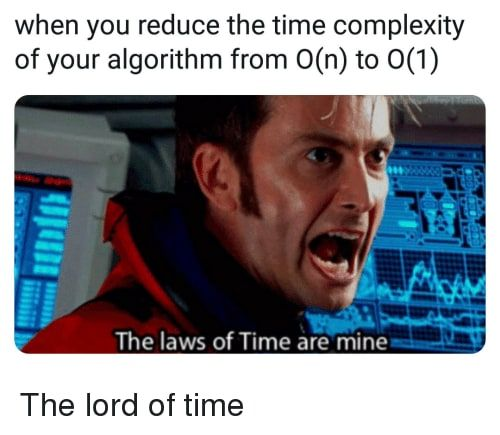 when you reduce the time complexity
of your algorithm from O(n) to O(1)
The laws of Time are mine
The lord of time